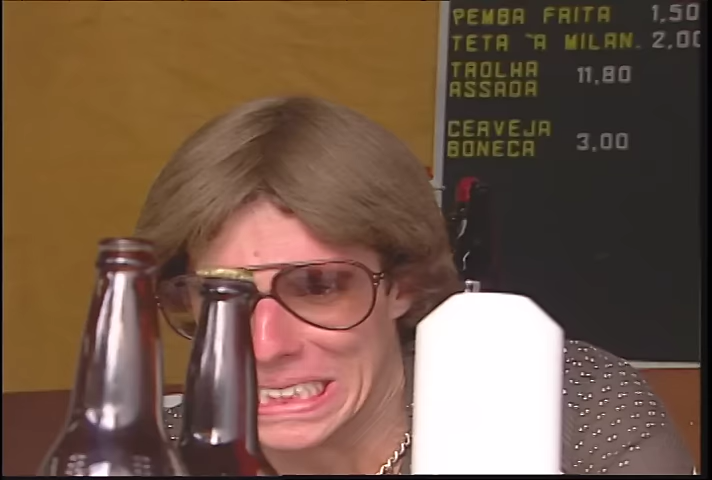 PEMBA FRITA 1,50
TETA ~A MILAN. 2,00
TROLHA
ASSADA 11,80
CERVEJA
BONECA 3,00